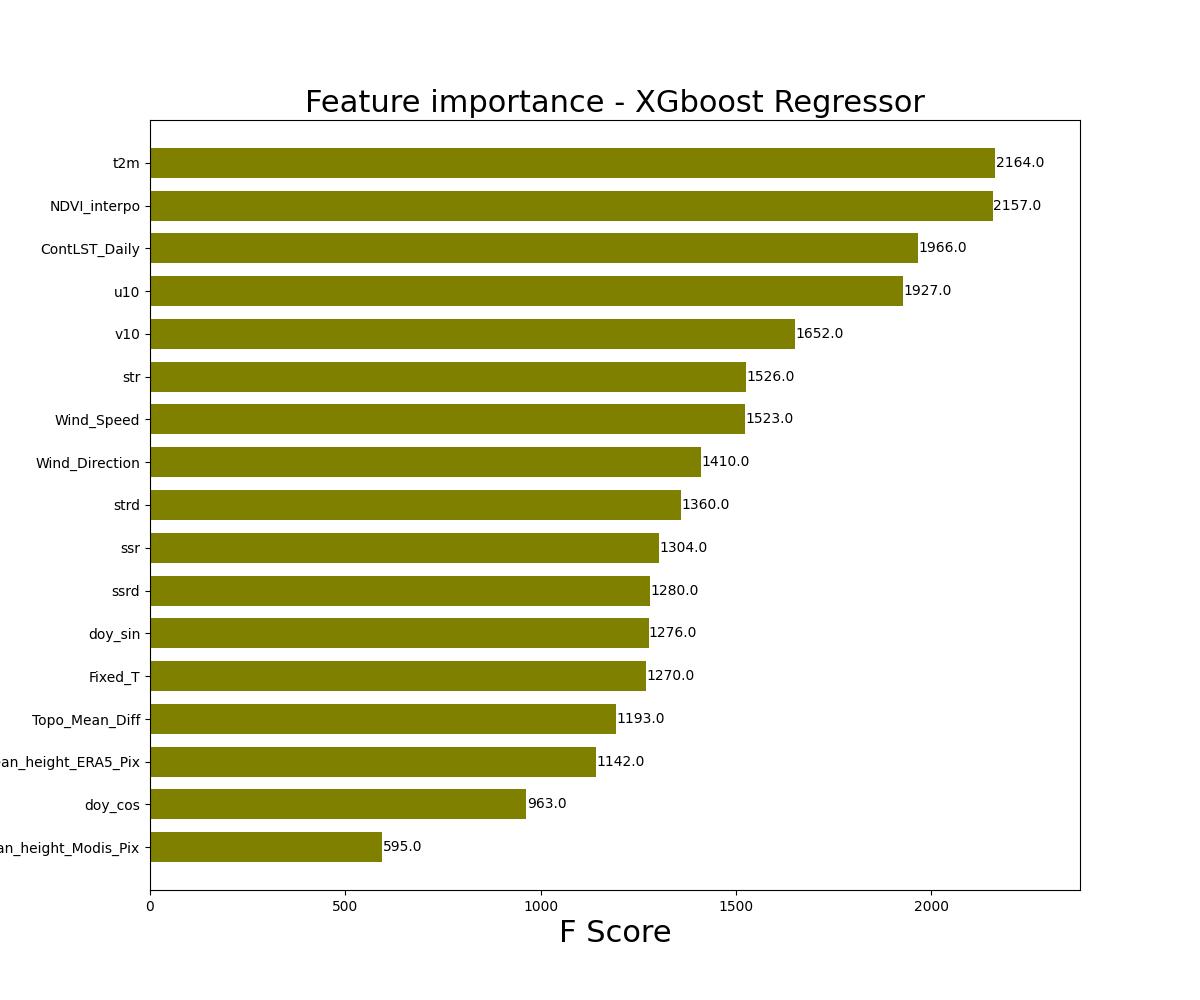 Feature importance - XGboost Regressor
t2m 2164.0
NDVI_interpo 2157.0
ContLST_Daily 1966.0
u10 1927.0
v10 1652.0
str 1526.0
Wind_Speed 1523.0
Wind_Direction 1410.0
strd 1360.0
ssr 1304.0
ssrd 1280.0
doy_sin 1276.0
Fixed_T 1270.0
Topo_Mean_Diff 1193.0
an_height_ERA5_Pix 1142.0
doy_cos 963.0
an_height_Modis_Pix 595.0
0 500 1000 1500 2000
F Score